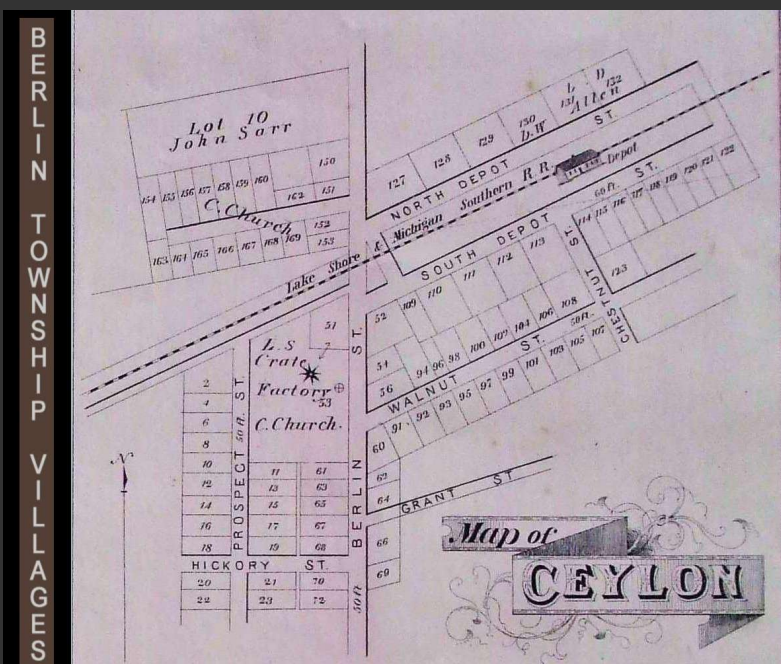 BERLIN TOWNSHIP VILLAGES
Lot 10
John Sarr
150
154 155 156 157 158 159 160
162 151
C. Church
152
153
163 164 165 166 167 168 169
127 128 129 130 131 132
D.W
L D
Allen
NORTH DEPOT ST.
Lake Shore & Michigan Southern R.R.
Depot
60 ft.
SOUTH DEPOT ST.
114 115 116 117 118 119 120 121 122
123
CHESTNUT ST.
52 109 110 111 112 113
54
56
94 96 98 100 102 104 106 108
WALNUT ST.
50 ft.
60
91 92 93 95 97 99 101 103 105 107
62
64
GRANT ST
66
69
51
7
L.S
Crate
Factory
53
C. Church.
BERLIN ST.
50 ft
PROSPECT ST
50 ft.
2
4
6
8
10
12
14
16
18
11 61
13 63
15 65
17 67
19 68
HICKORY ST.
20 21 70
22 23 72
N
Map of
CEYLON